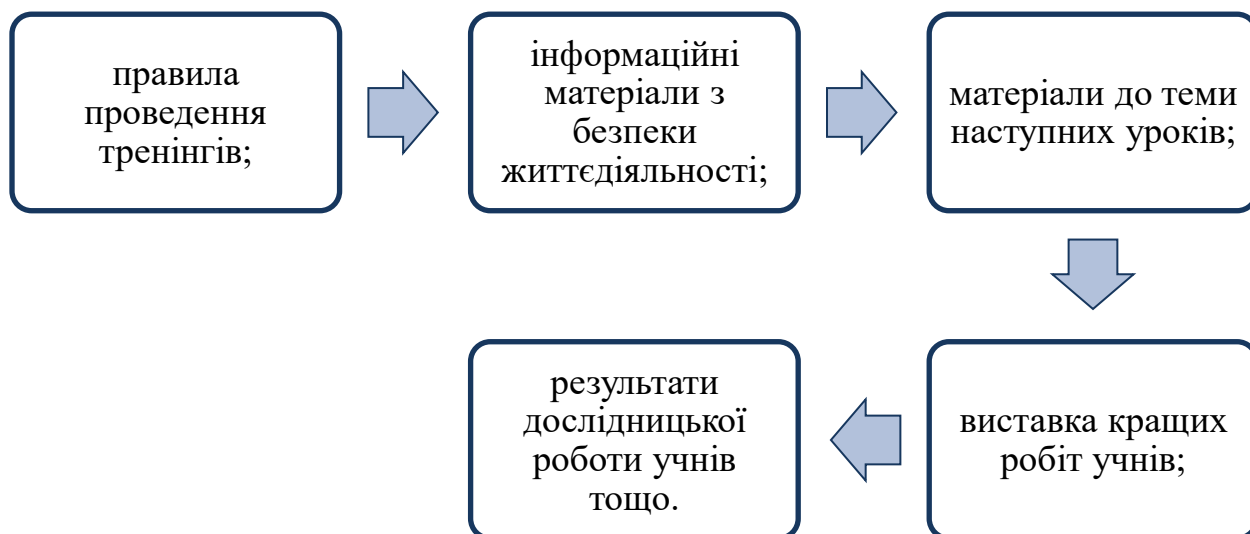 правила
проведення
тренінгів;
інформаційні
матеріали з
безпеки
життєдіяльності;
матеріали до теми
наступних уроків;
виставка кращих
робіт учнів;
результати
дослідницької
роботи учнів
тощо.